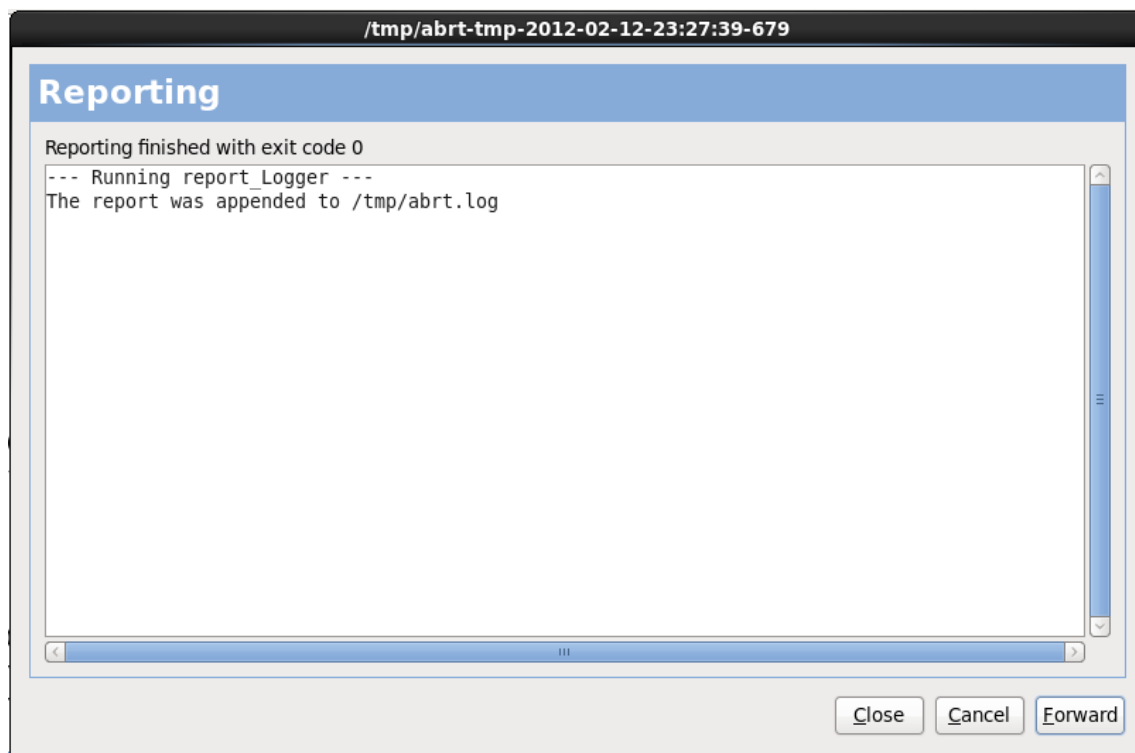 /tmp/abrt-tmp-2012-02-12-23:27:39-679
Reporting
Reporting finished with exit code 0
--- Running report_Logger ---
The report was appended to /tmp/abrt.log
Close Cancel Forward